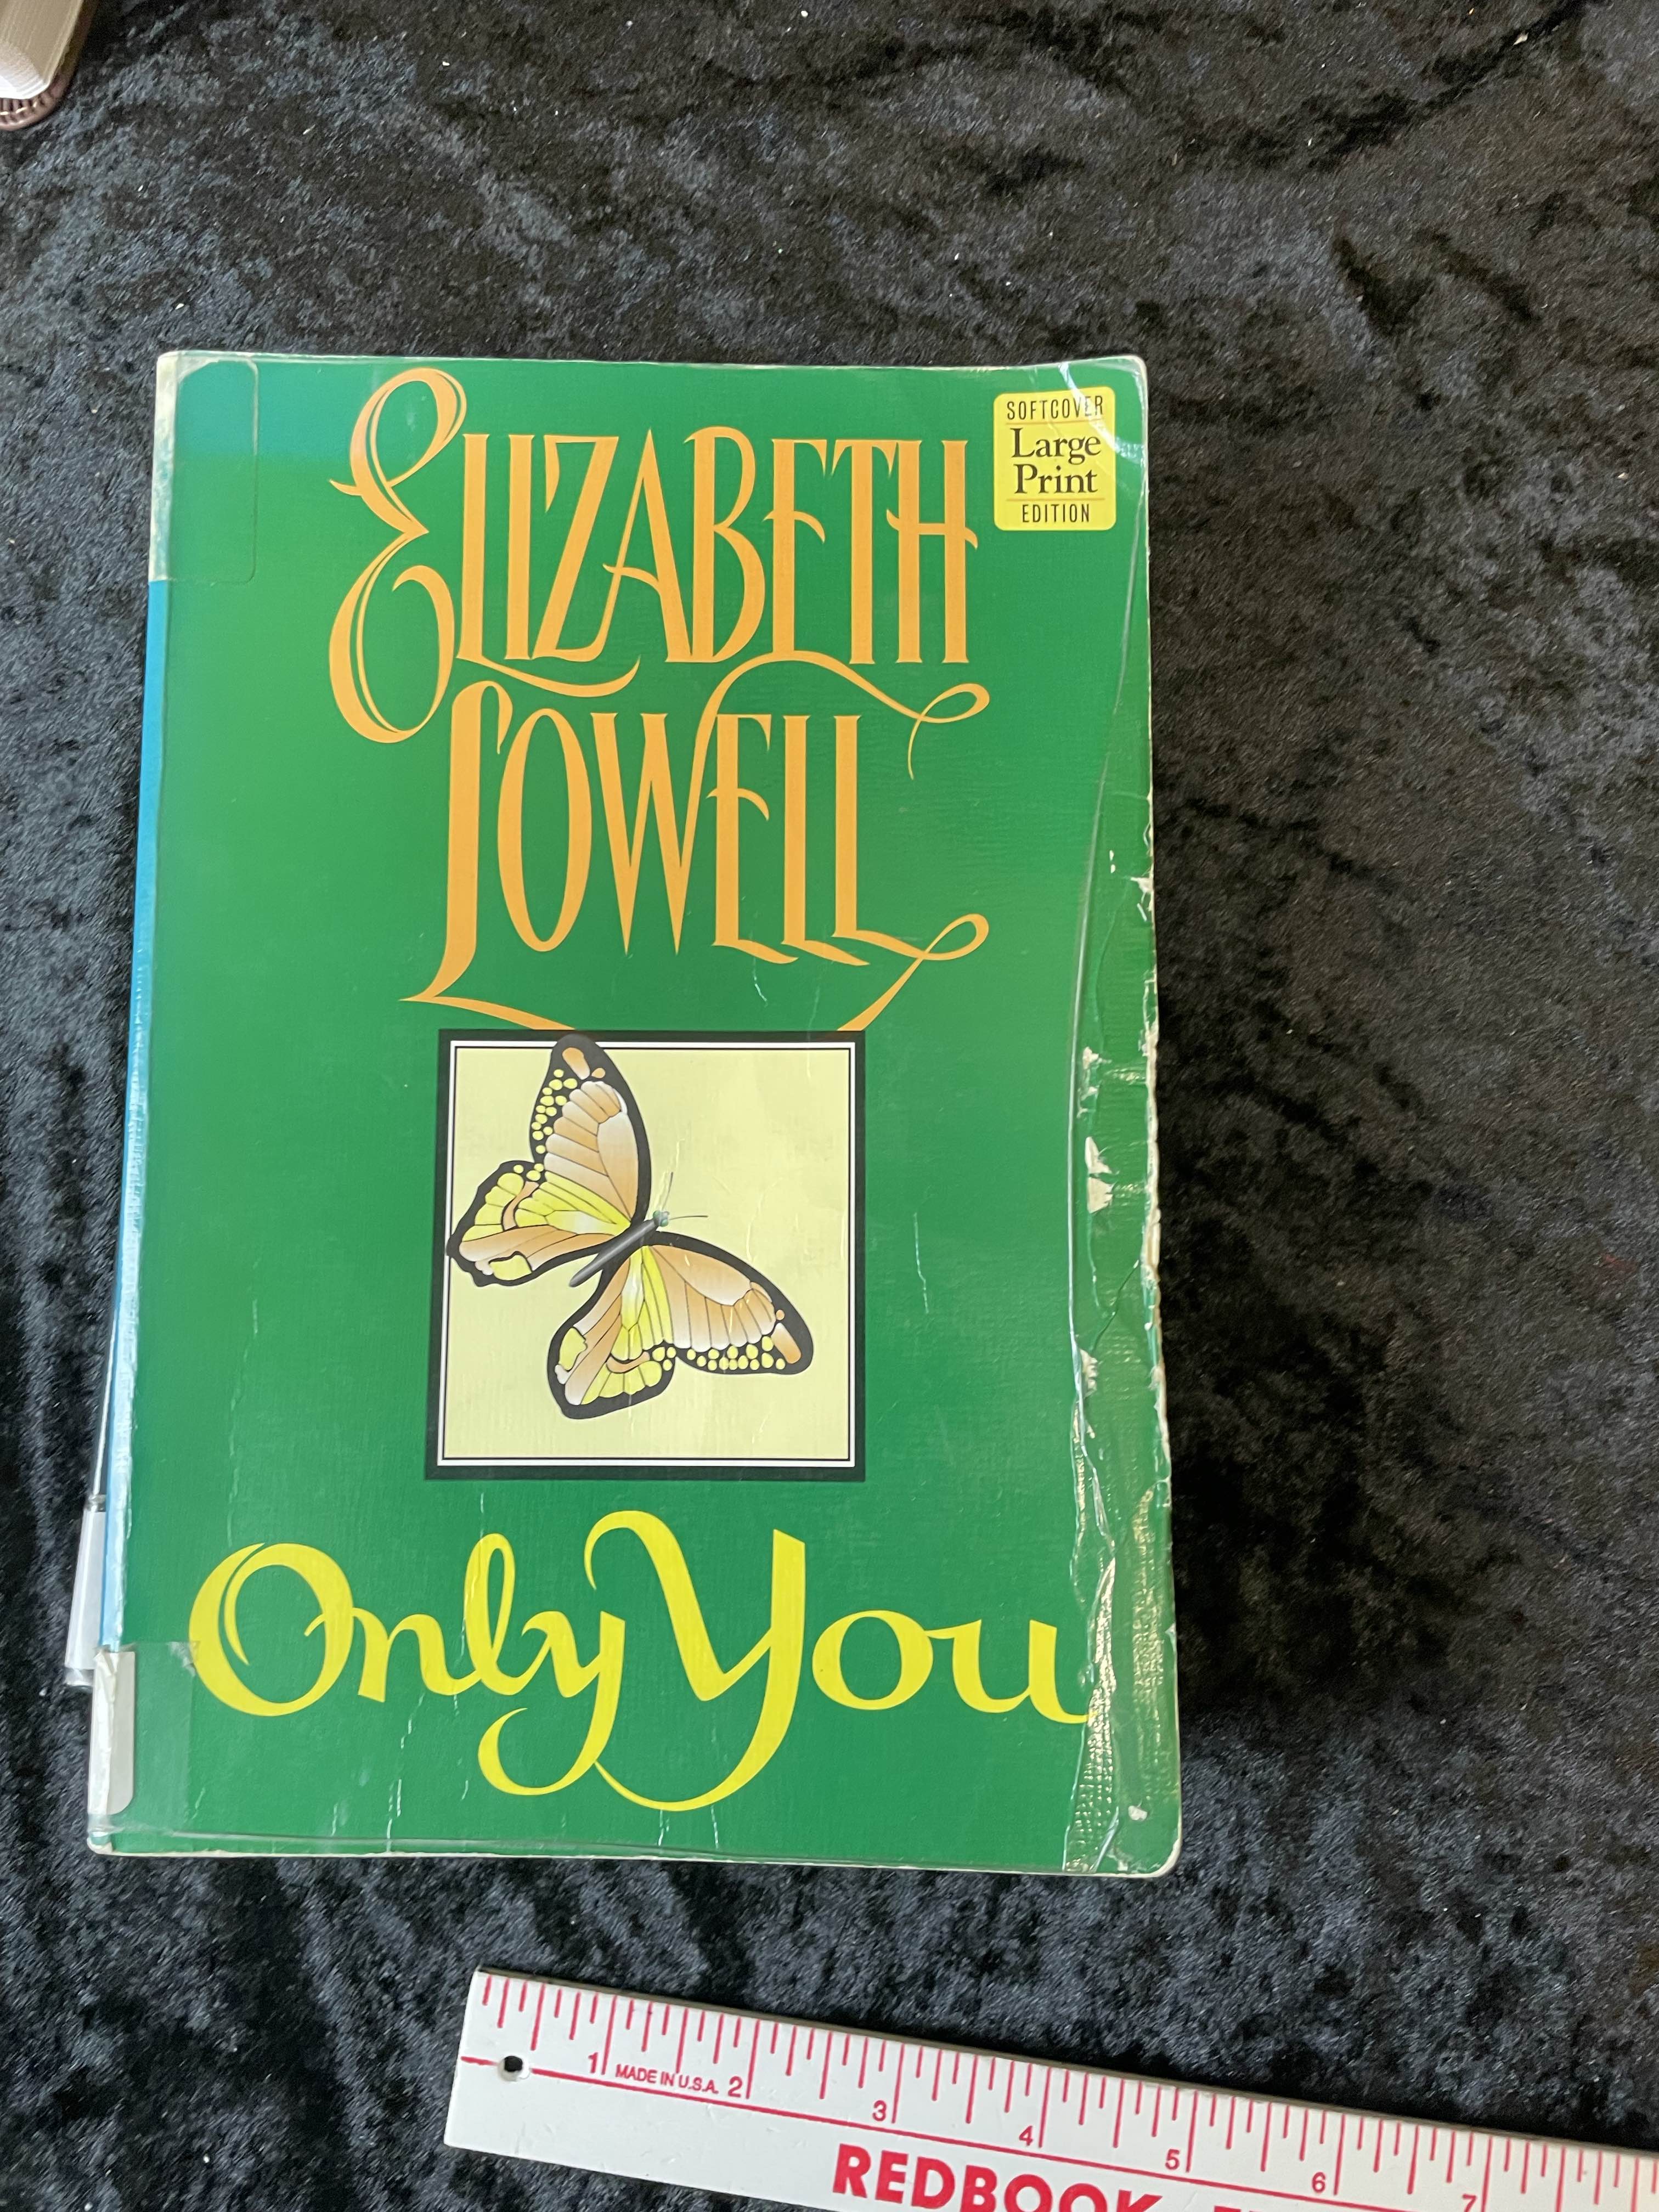 ELIZABETH
LOWELL
SOFTCOVER
Large
Print
EDITION
Only You
1 MADE IN U.S.A. 2 3 4 5 6 7
REDBOOK